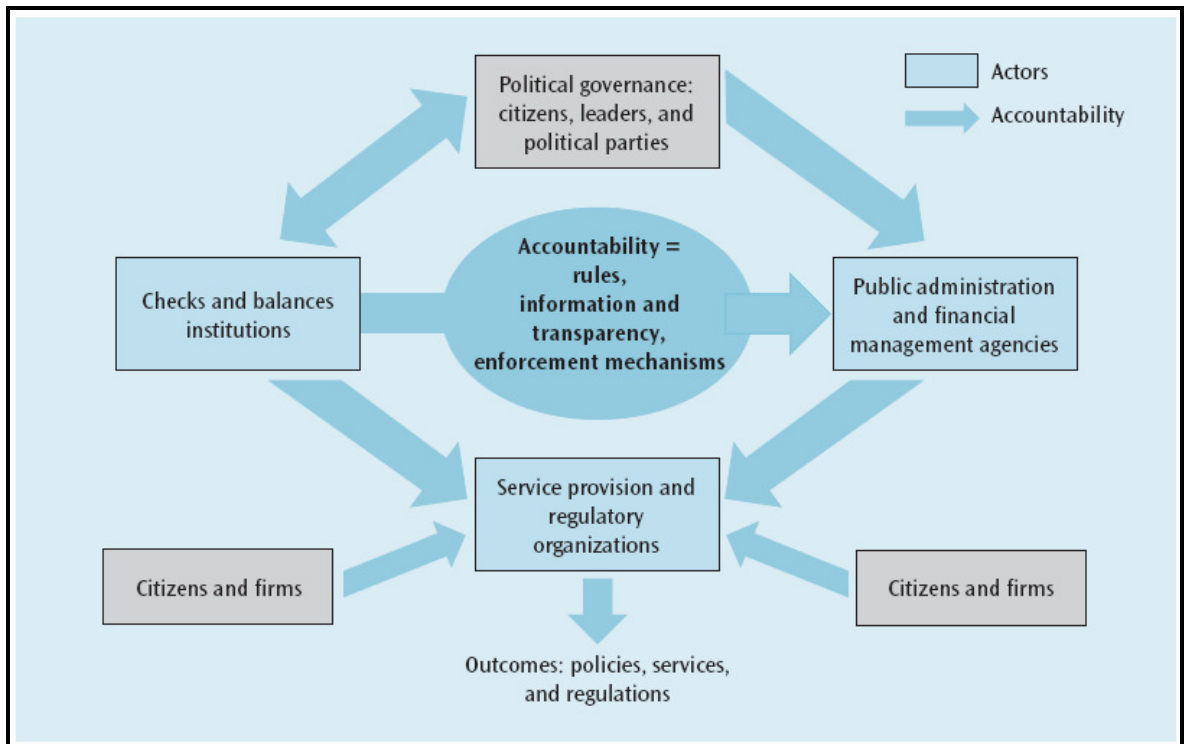 Political governance:
citizens, leaders, and
political parties
Actors
Accountability
Checks and balances
institutions
Accountability =
rules,
information and
transparency,
enforcement mechanisms
Public administration
and financial
management agencies
Service provision and
regulatory
organizations
Citizens and firms
Citizens and firms
Outcomes: policies, services,
and regulations